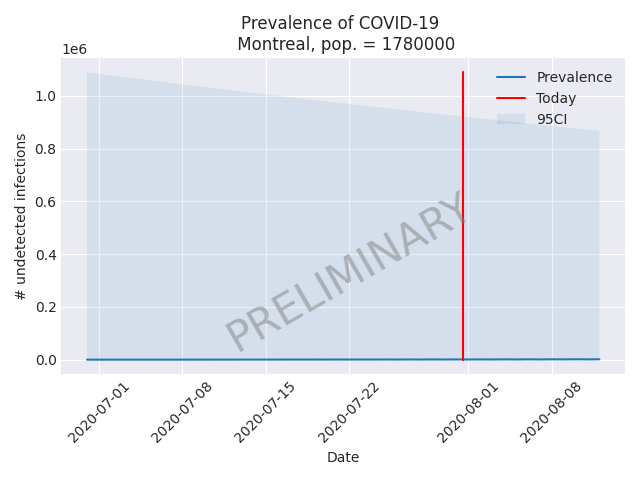 Prevalence of COVID-19
Montreal, pop. = 1780000
1e6
1.0
0.8
0.6
0.4
0.2
0.0
# undetected infections
Prevalence
Today
95CI
PRELIMINARY
2020-07-01
2020-07-08
2020-07-15
2020-07-22
2020-08-01
2020-08-08
Date